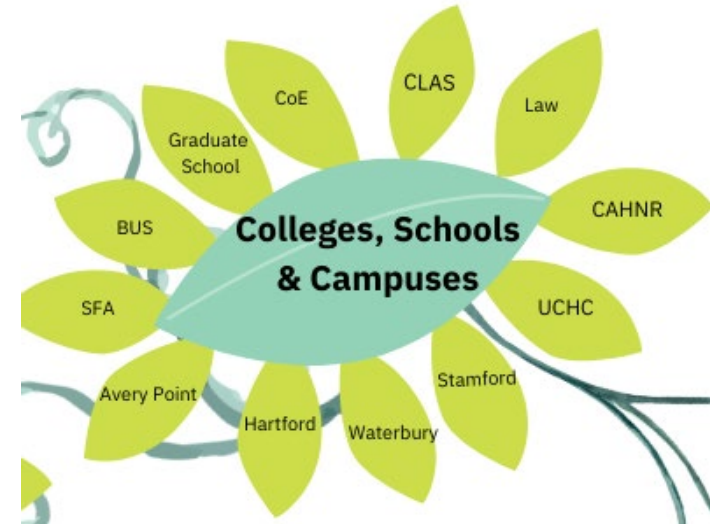 CoE
CLAS
Law
Graduate
School
CAHNR
BUS
Colleges, Schools
& Campuses
SFA
UCHC
Avery Point
Hartford
Waterbury
Stamford